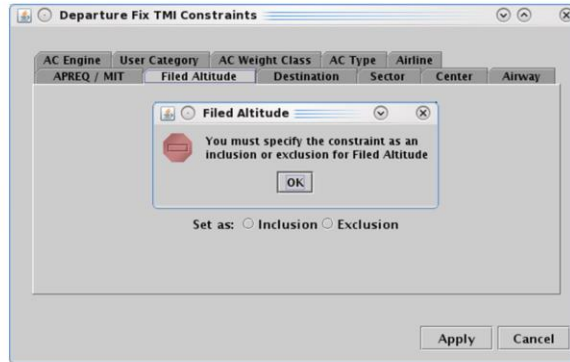 Departure Fix TMI Constraints
AC Engine User Category AC Weight Class AC Type Airline
APREQ / MIT Filed Altitude Destination Sector Center Airway
Filed Altitude
You must specify the constraint as an
inclusion or exclusion for Filed Altitude
OK
Set as: Inclusion Exclusion
Apply Cancel